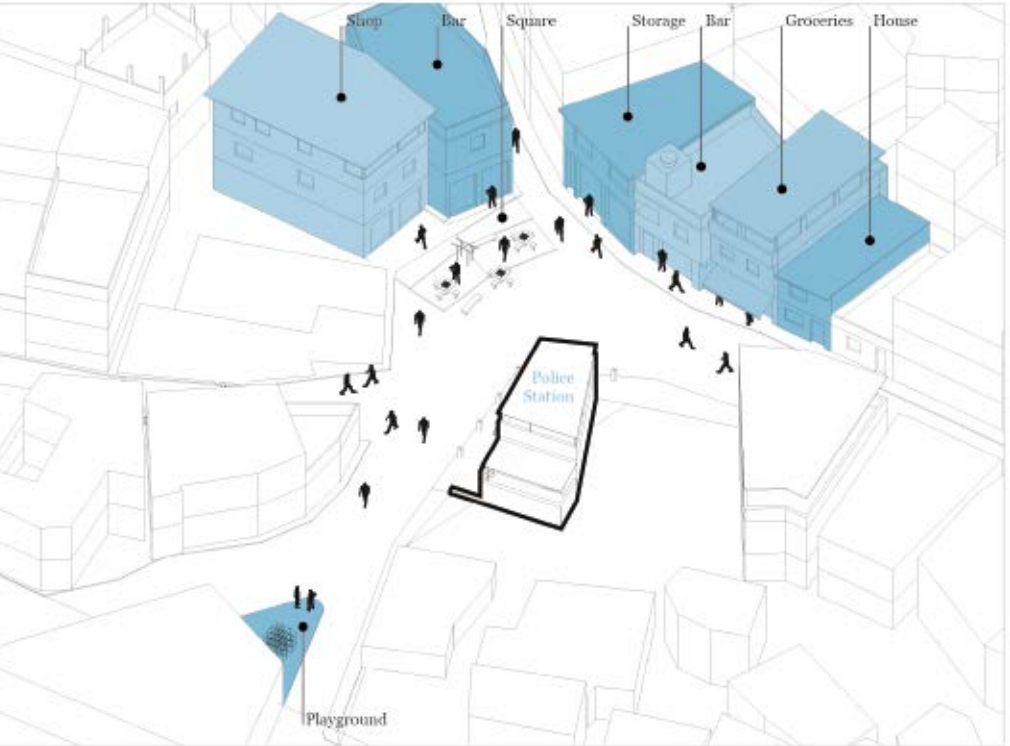 Shop
Bar
Square
Storage
Bar
Groceries
House
Police
Station
Playground